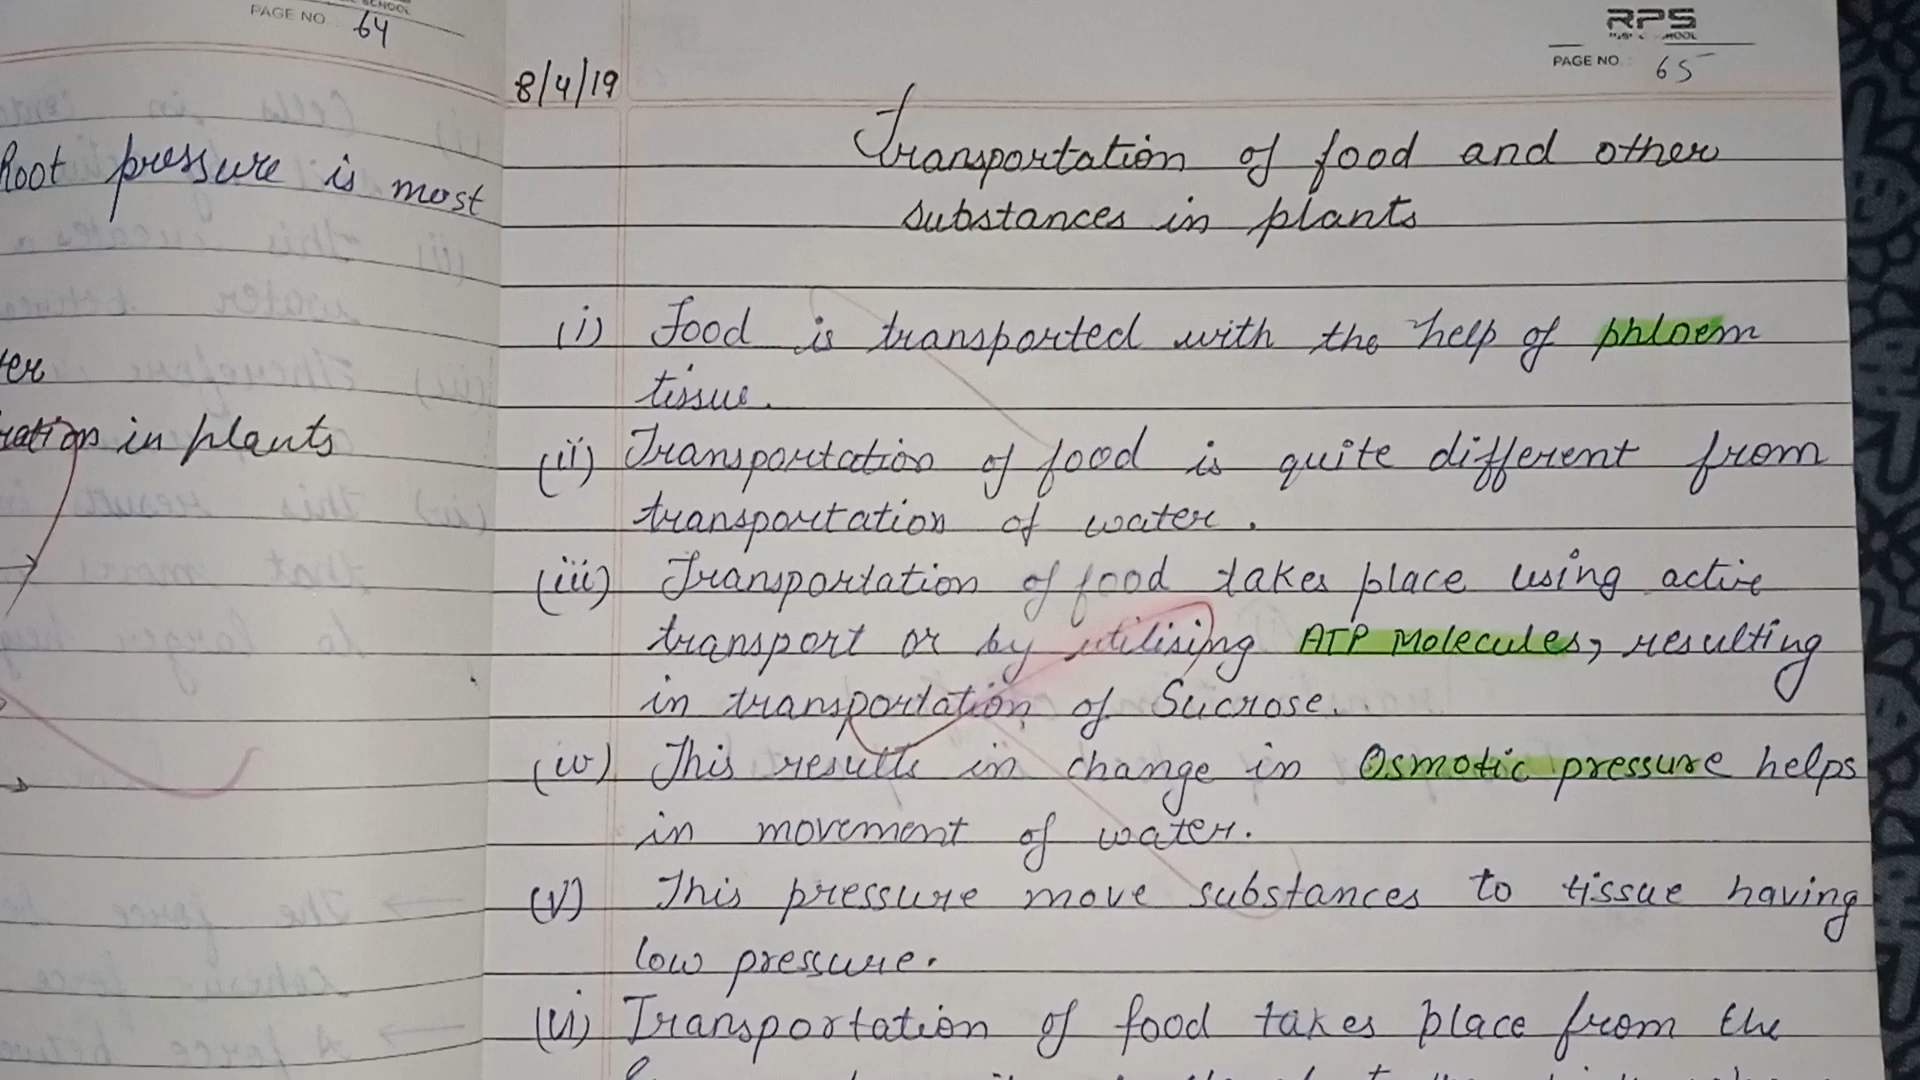 SCHOOL
PAGE NO. 64
Root pressure is most
ter
ration in plants
RPS
PAGE NO. 65
8/4/19
Transportation of food and other
substances in plants
(i) Food is transported with the help of phloem
tissue.
(ii) Transportation of food is quite different from
transportation of water.
(iii) Transportation of food takes place using active
transport or by utilising ATP Molecules, resulting
in transportation of Sucrose.
(iv) This results in change in Osmotic pressure helps
in movement of water.
(v) This pressure move substances to tissue having
low pressure.
(vi) Transportation of food takes place from the